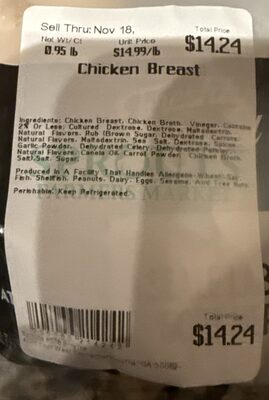 Sell Thru: Nov 18,
Total Price
Net Wt/Ct
Unit Price
$14.24
0.95 lb
$14.99/lb
Chicken Breast
Ingredients: Chicken Breast, Chicken Broth, Vinegar, Contains
2% Or Less: Cultured Dextrose, Dextrose, Maltodextrin,
Natural Flavors. Rub (Brown Sugar, Dehydrated Carrots,
Maltodextrin, Sea Salt, Dextrose, Spices,
Garlic Powder, Dehydrated Celery, Dehydrated Parsley,
Natural Flavors, Canola Oil, Carrot Powder, Chicken Broth,
Salt), Salt, Sugar.
Produced In A Facility That Handles Allergens-Wheat, Soy,
Fish, Shellfish, Peanuts, Dairy, Eggs, Sesame, And Tree Nuts.
Perishable, Keep Refrigerated.
FARMERS MARKET
Total Price
$14.24